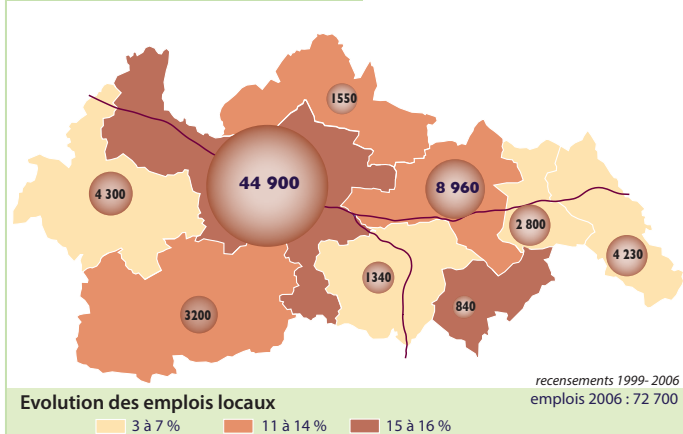 1550
44 900
8 960
4 300
2 800
4 230
1340
840
3200
recensements 1999- 2006
Evolution des emplois locaux
emplois 2006 : 72 700
3 à 7 %
11 à 14 %
15 à 16 %